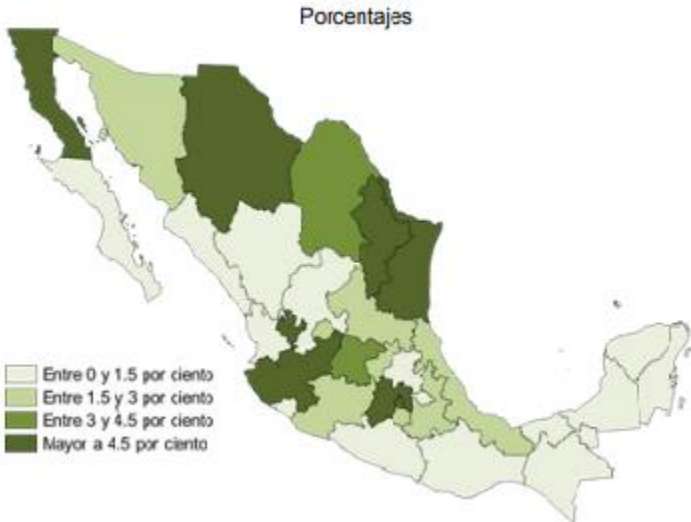 Porcentajes
Entre 0 y 1.5 por ciento
Entre 1.5 y 3 por ciento
Entre 3 y 4.5 por ciento
Mayor a 4.5 por ciento